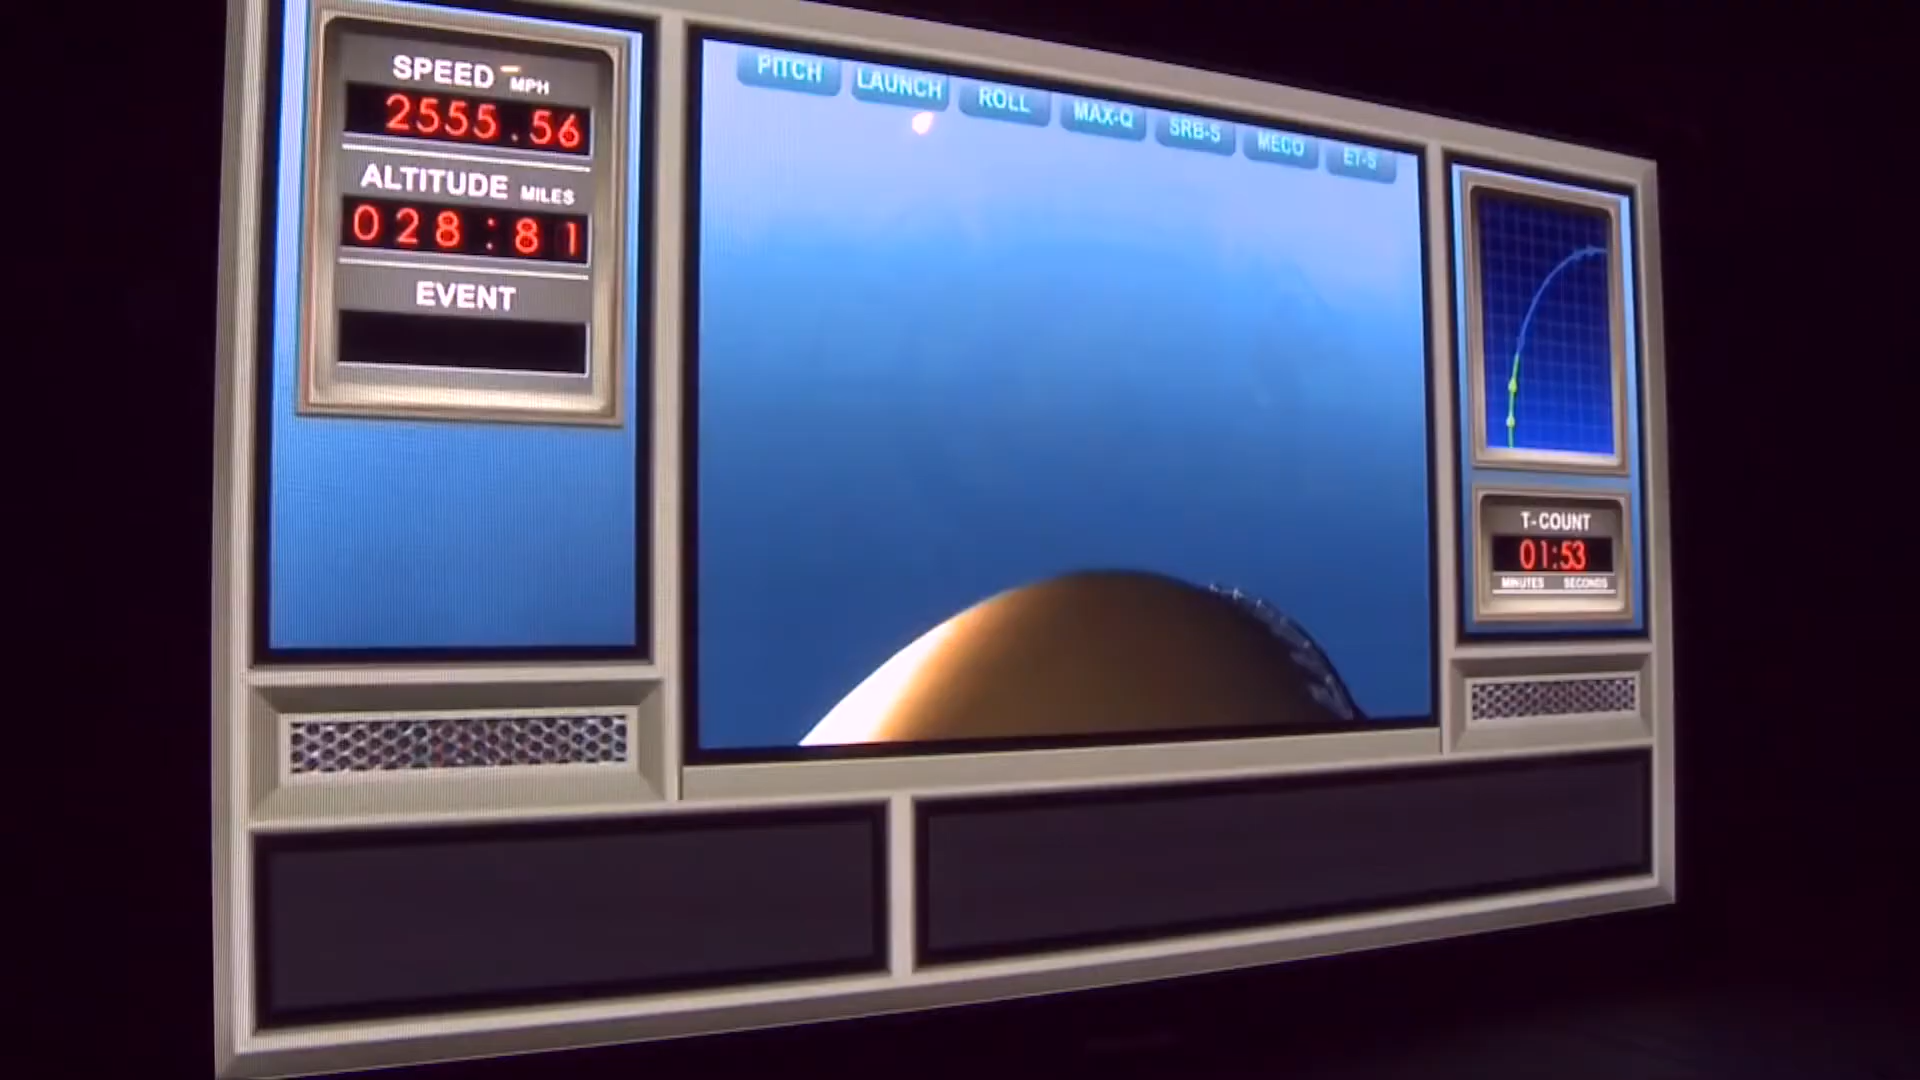 SPEED MPH
2555.56
ALTITUDE MILES
028:81
EVENT
PITCH
LAUNCH
ROLL
MAX-Q
SRB-S
MECO
ET-S
T-COUNT
01:53
MINUTES SECONDS